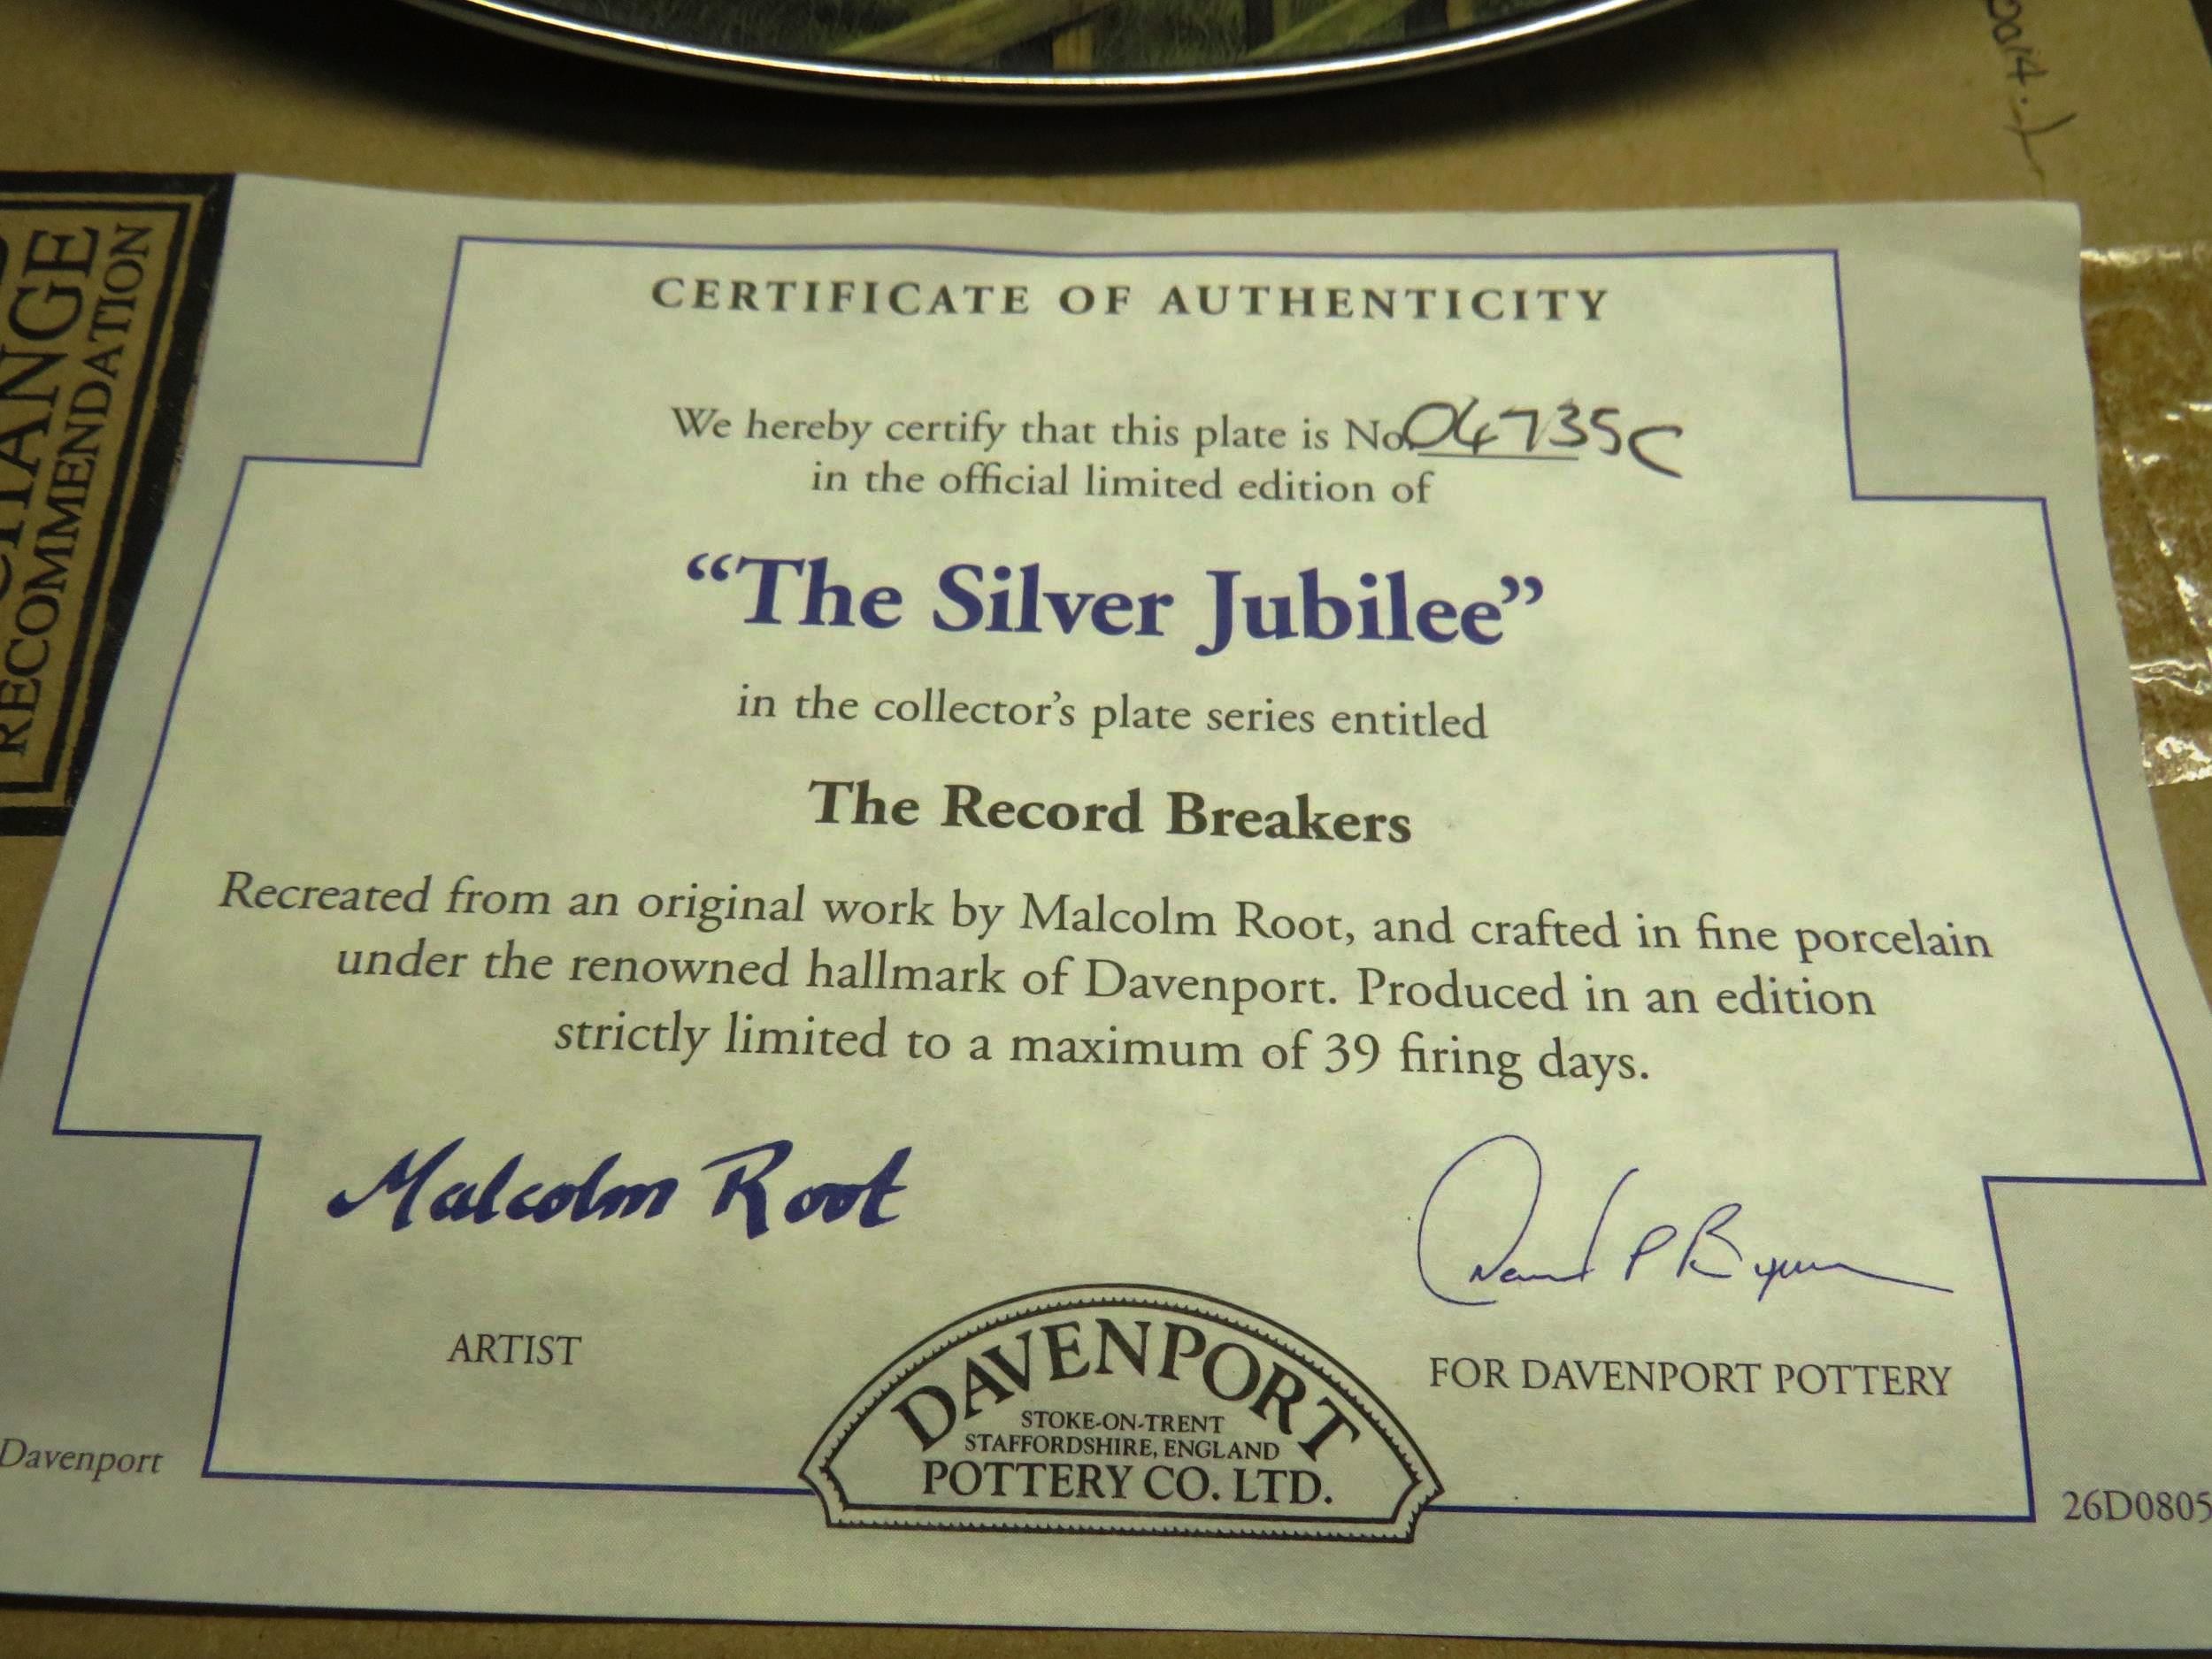 CHANGE
RECOMMENDATION
CERTIFICATE OF AUTHENTICITY
We hereby certify that this plate is No. 04735C
in the official limited edition of
“The Silver Jubilee”
in the collector’s plate series entitled
The Record Breakers
Recreated from an original work by Malcolm Root, and crafted in fine porcelain
under the renowned hallmark of Davenport. Produced in an edition
strictly limited to a maximum of 39 firing days.
Malcolm Root
ARTIST
FOR DAVENPORT POTTERY
DAVENPORT
STOKE-ON-TRENT
STAFFORDSHIRE, ENGLAND
POTTERY CO. LTD.
Davenport
26D0805